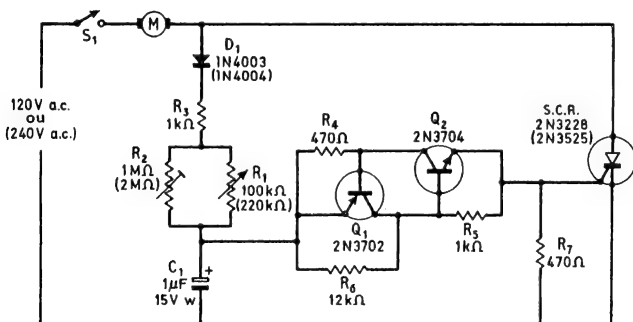 S1
M
D1
1N4003
(1N4004)
120V a.c.
ou
(240V a.c.)
R3
1kΩ
R2
1MΩ
(2MΩ)
R1
100kΩ
(220kΩ)
C1
1μF
15V w
+
R4
470Ω
Q2
2N3704
Q1
2N3702
R5
1kΩ
R6
12kΩ
S.C.R.
2N3228
(2N3525)
R7
470Ω